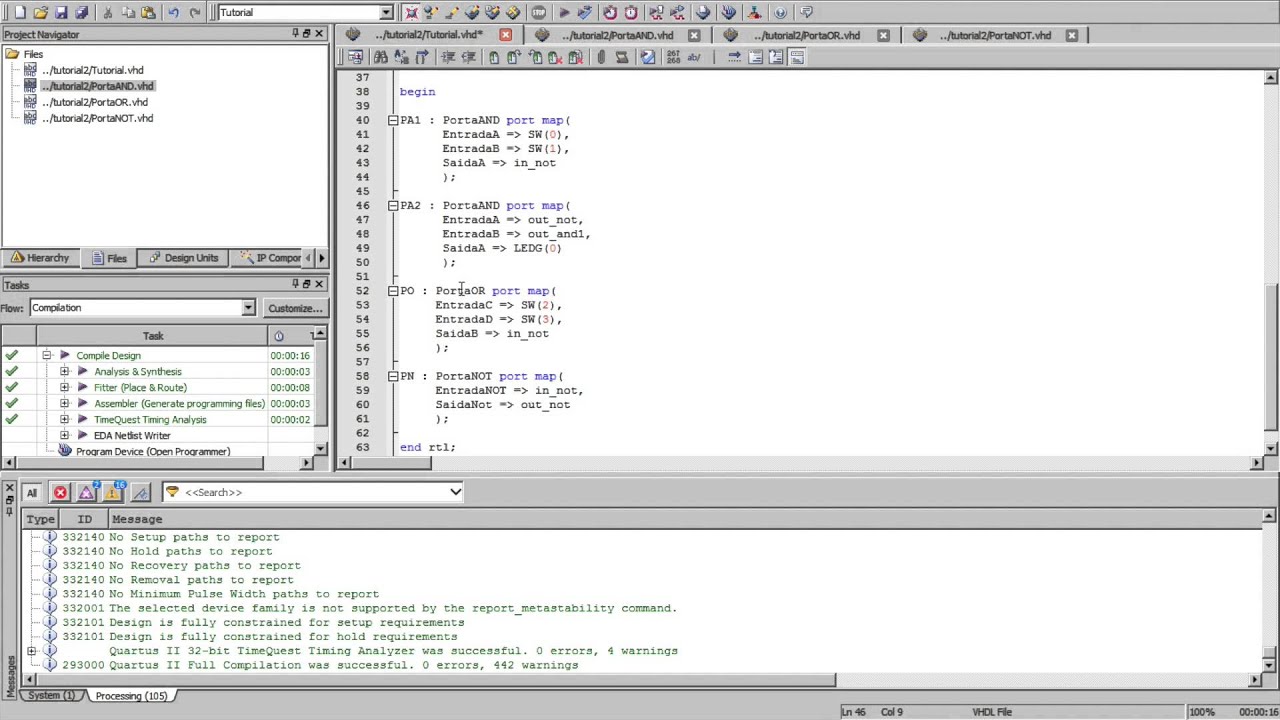 Tutorial
Project Navigator
Files
../tutorial2/Tutorial.vhd
../tutorial2/PortaAND.vhd
../tutorial2/PortaOR.vhd
../tutorial2/PortaNOT.vhd
Hierarchy Files Design Units IP Compor
Tasks
Flow: Compilation Customize...
Task
Compile Design 00:00:16
Analysis & Synthesis 00:00:03
Fitter (Place & Route) 00:00:08
Assembler (Generate programming files) 00:00:03
TimeQuest Timing Analysis 00:00:02
EDA Netlist Writer
Program Device (Open Programmer)
../tutorial2/Tutorial.vhd* ../tutorial2/PortaAND.vhd ../tutorial2/PortaOR.vhd ../tutorial2/PortaNOT.vhd
267
268 ab/
37
38 begin
39
40 PA1 : PortaAND port map(
41 EntradaA => SW(0),
42 EntradaB => SW(1),
43 SaidaA => in_not
44 );
45
46 PA2 : PortaAND port map(
47 EntradaA => out_not,
48 EntradaB => out_and1,
49 SaidaA => LEDG(0)
50 );
51
52 PO : PortaOR port map(
53 EntradaC => SW(2),
54 EntradaD => SW(3),
55 SaidaB => in_not
56 );
57
58 PN : PortaNOT port map(
59 EntradaNOT => in_not,
60 SaidaNot => out_not
61 );
62
63 end rtl;
All 7 16 <<Search>>
Type ID Message
332140 No Setup paths to report
332140 No Hold paths to report
332140 No Recovery paths to report
332140 No Removal paths to report
332140 No Minimum Pulse Width paths to report
332001 The selected device family is not supported by the report_metastability command.
332101 Design is fully constrained for setup requirements
332101 Design is fully constrained for hold requirements
Quartus II 32-bit TimeQuest Timing Analyzer was successful. 0 errors, 4 warnings
293000 Quartus II Full Compilation was successful. 0 errors, 442 warnings
Messages
System (1) Processing (105)
Ln 46 Col 9 VHDL File 100% 00:00:16